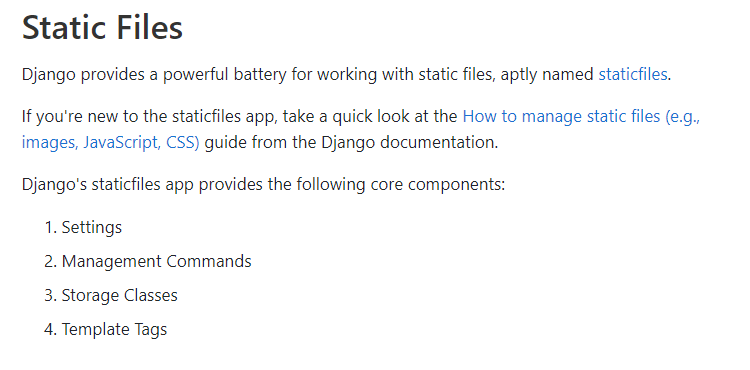 Static Files
Django provides a powerful battery for working with static files, aptly named staticfiles.
If you're new to the staticfiles app, take a quick look at the How to manage static files (e.g.,
images, JavaScript, CSS) guide from the Django documentation.
Django's staticfiles app provides the following core components:
1. Settings
2. Management Commands
3. Storage Classes
4. Template Tags